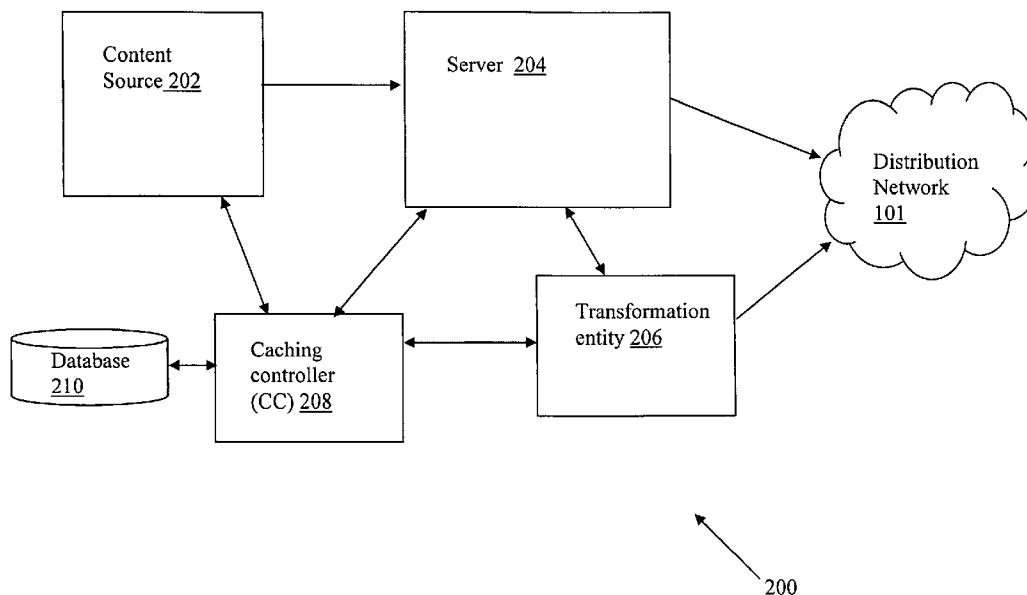 Content
Source 202
Server 204
Distribution
Network
101
Transformation
entity 206
Database
210
Caching
controller
(CC) 208
200